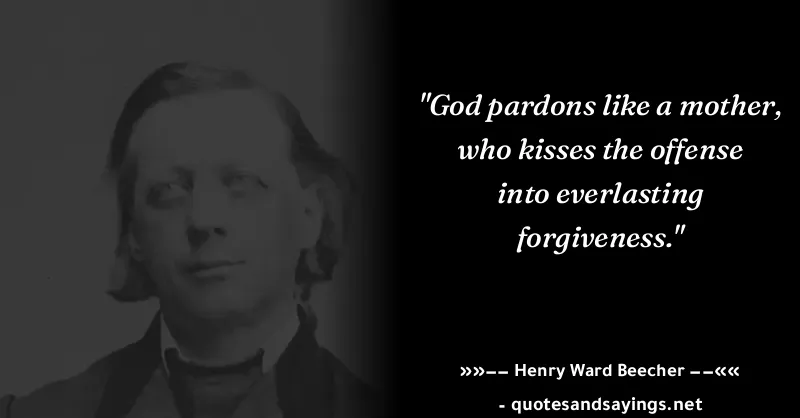 "God pardons like a mother,
who kisses the offense
into everlasting
forgiveness."
»»–– Henry Ward Beecher ––««
- quotesandsayings.net